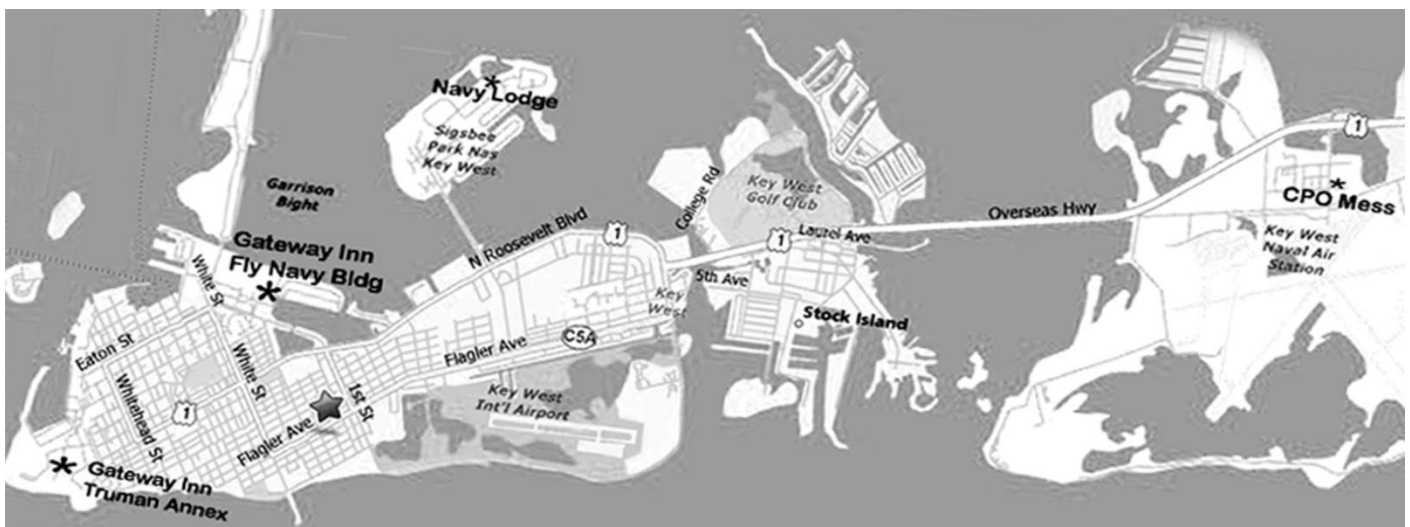 Navy Lodge
Sigsbee
Park Nas
Key West
Garrison
Bight
Gateway Inn
Fly Navy Bldg
N Roosevelt Blvd
1
College Rd
Key West
Golf Club
1
Laurel Ave
Overseas Hwy
1
CPO Mess
Key West
Naval Air
Station
5th Ave
Key
West
Stock Island
White St
Eaton St
White St
Whitehead St
1
Flagler Ave
C5A
1st St
Flagler Ave
Key West
Int'l Airport
Gateway Inn
Truman Annex